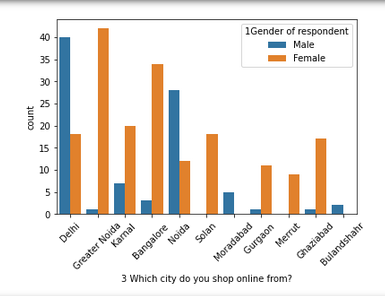 1Gender of respondent
Male
Female
40
35
30
25
20
15
10
5
0
count
Delhi
Greater Noida
Karnal
Bangalore
Noida
Solan
Moradabad
Gurgaon
Merrut
Ghaziabad
Bulandshahr
3 Which city do you shop online from?